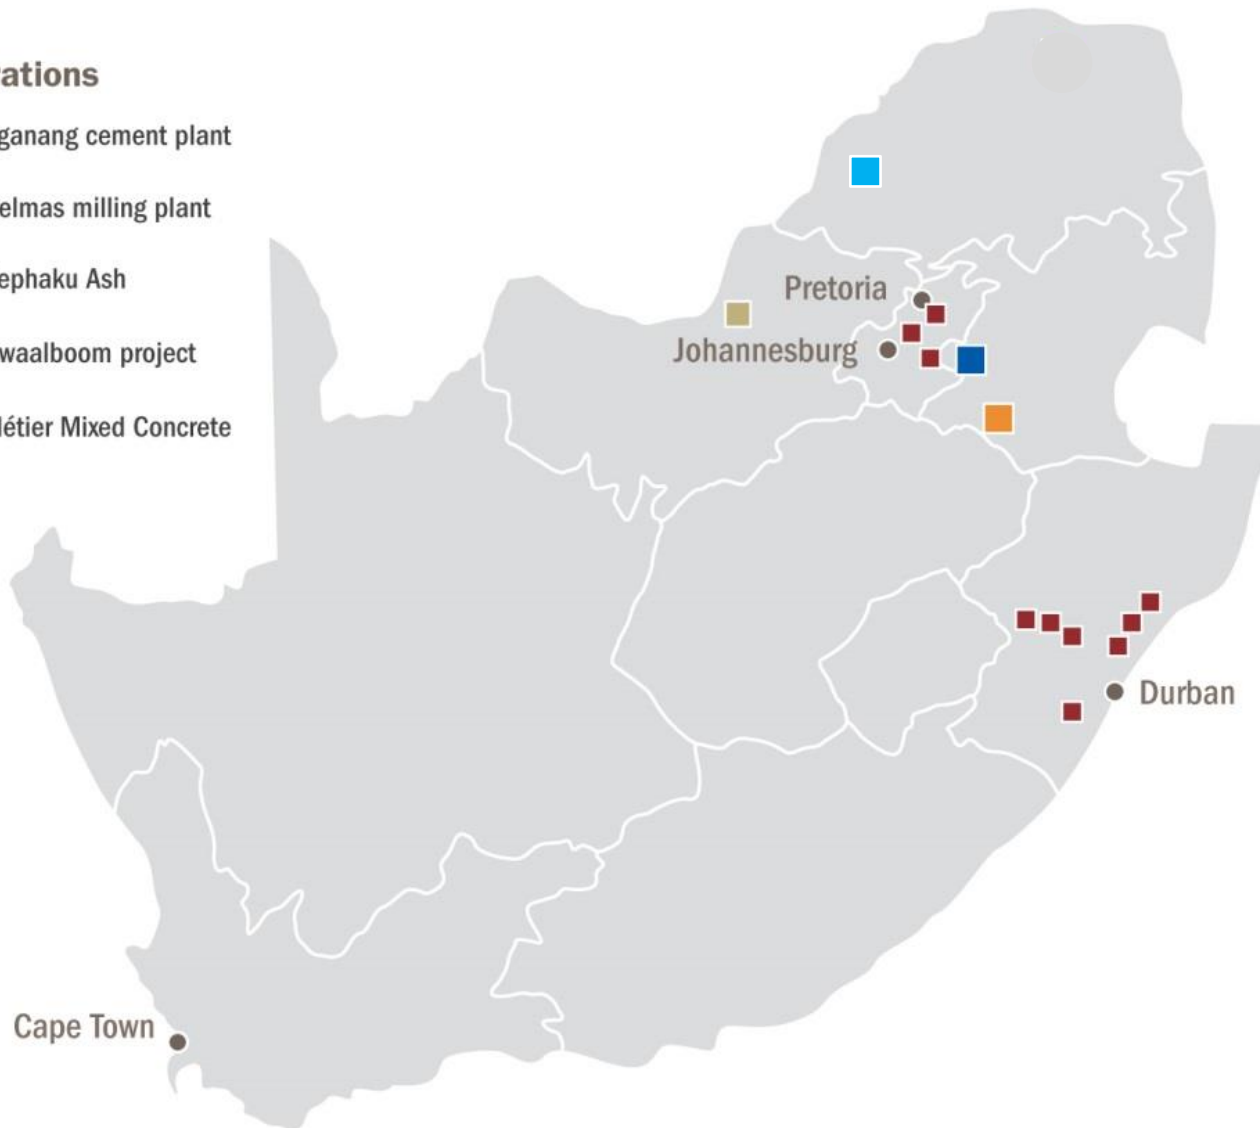 ations
ganang cement plant
elmas milling plant
ephaku Ash
waalboom project
létier Mixed Concrete
Pretoria
Johannesburg
Durban
Cape Town